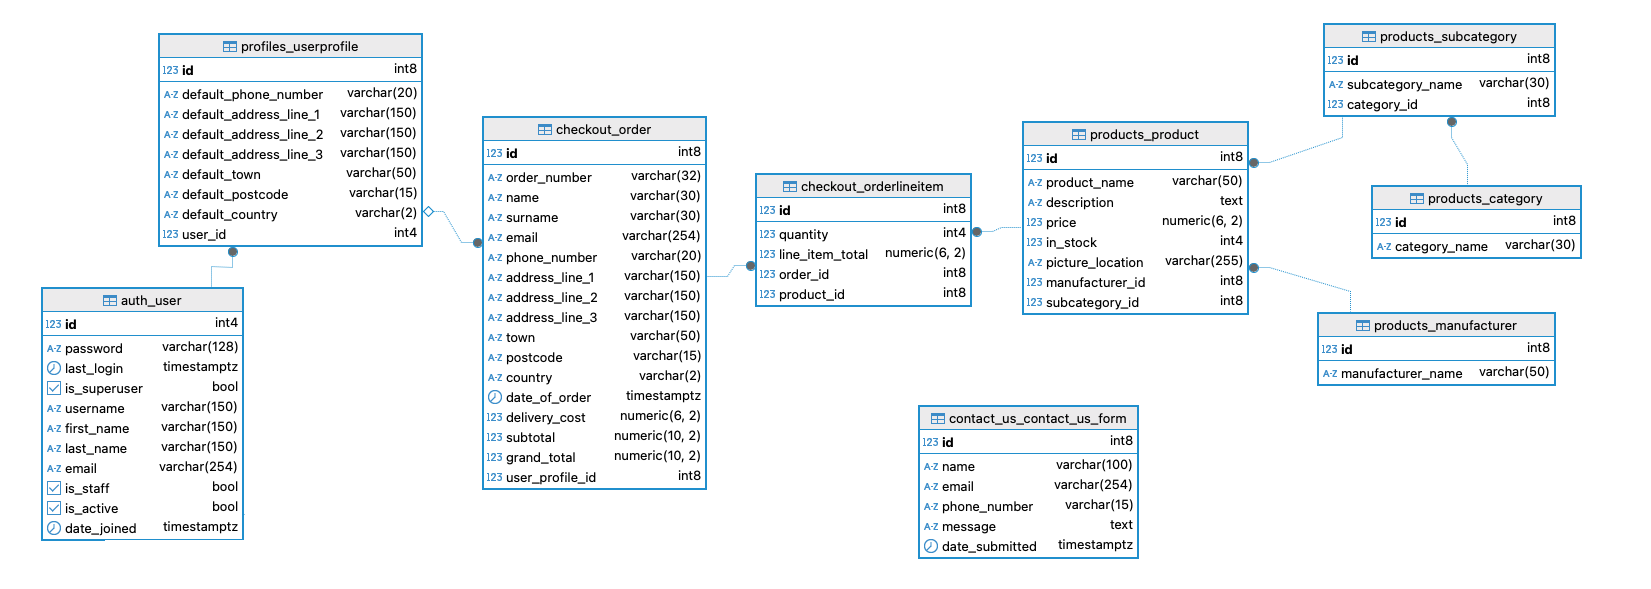 profiles_userprofile
123 id int8
A-Z default_phone_number varchar(20)
A-Z default_address_line_1 varchar(150)
A-Z default_address_line_2 varchar(150)
A-Z default_address_line_3 varchar(150)
A-Z default_town varchar(50)
A-Z default_postcode varchar(15)
A-Z default_country varchar(2)
123 user_id int4
auth_user
123 id int4
A-Z password varchar(128)
last_login timestamptz
is_superuser bool
A-Z username varchar(150)
A-Z first_name varchar(150)
A-Z last_name varchar(150)
A-Z email varchar(254)
is_staff bool
is_active bool
date_joined timestamptz
checkout_order
123 id int8
A-Z order_number varchar(32)
A-Z name varchar(30)
A-Z surname varchar(30)
A-Z email varchar(254)
A-Z phone_number varchar(20)
A-Z address_line_1 varchar(150)
A-Z address_line_2 varchar(150)
A-Z address_line_3 varchar(150)
A-Z town varchar(50)
A-Z postcode varchar(15)
A-Z country varchar(2)
date_of_order timestamptz
123 delivery_cost numeric(6, 2)
123 subtotal numeric(10, 2)
123 grand_total numeric(10, 2)
123 user_profile_id int8
checkout_orderlineitem
123 id int8
123 quantity int4
123 line_item_total numeric(6, 2)
123 order_id int8
123 product_id int8
products_product
123 id int8
A-Z product_name varchar(50)
A-Z description text
123 price numeric(6, 2)
123 in_stock int4
A-Z picture_location varchar(255)
123 manufacturer_id int8
123 subcategory_id int8
products_subcategory
123 id int8
A-Z subcategory_name varchar(30)
123 category_id int8
products_category
123 id int8
A-Z category_name varchar(30)
products_manufacturer
123 id int8
A-Z manufacturer_name varchar(50)
contact_us_contact_us_form
123 id int8
A-Z name varchar(100)
A-Z email varchar(254)
A-Z phone_number varchar(15)
A-Z message text
date_submitted timestamptz